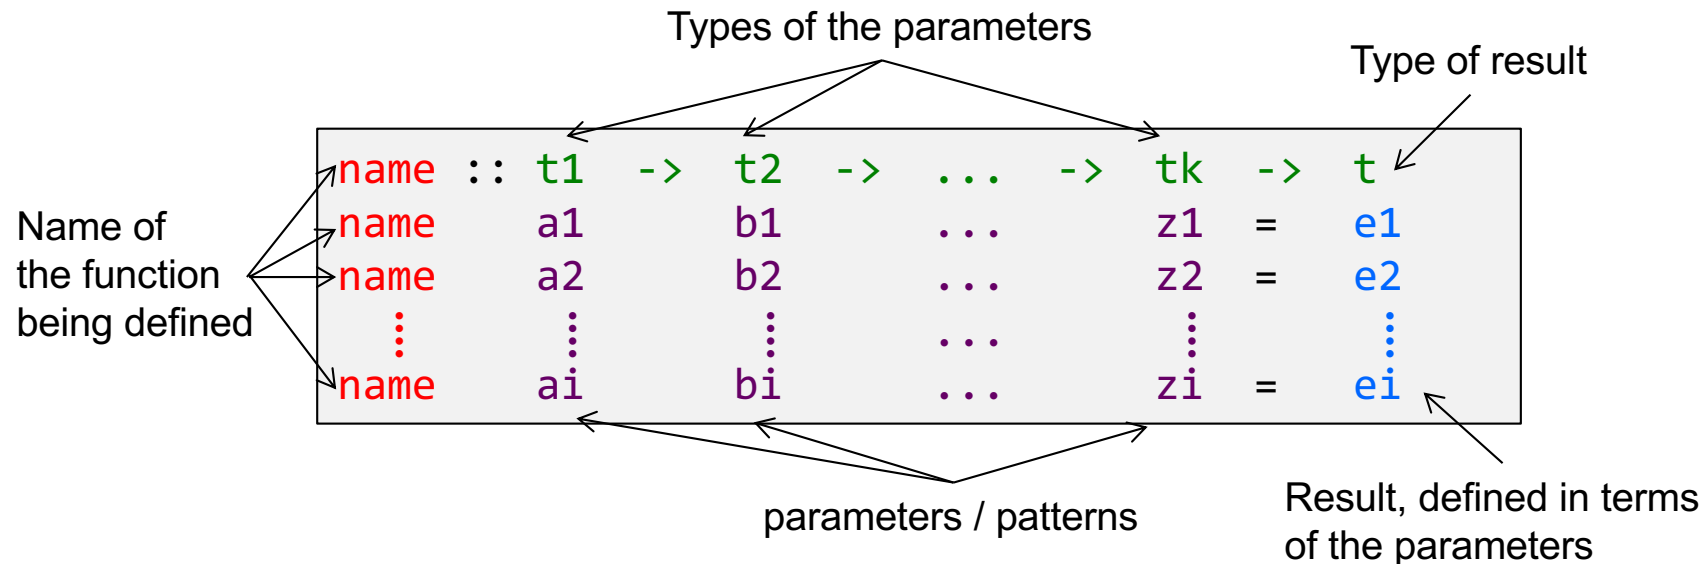 Types of the parameters
Type of result
name :: t1 -> t2 -> ... -> tk -> t
name a1 b1 ... z1 = e1
name a2 b2 ... z2 = e2
...
name ai bi ... zi = ei
Name of
the function
being defined
parameters / patterns
Result, defined in terms
of the parameters